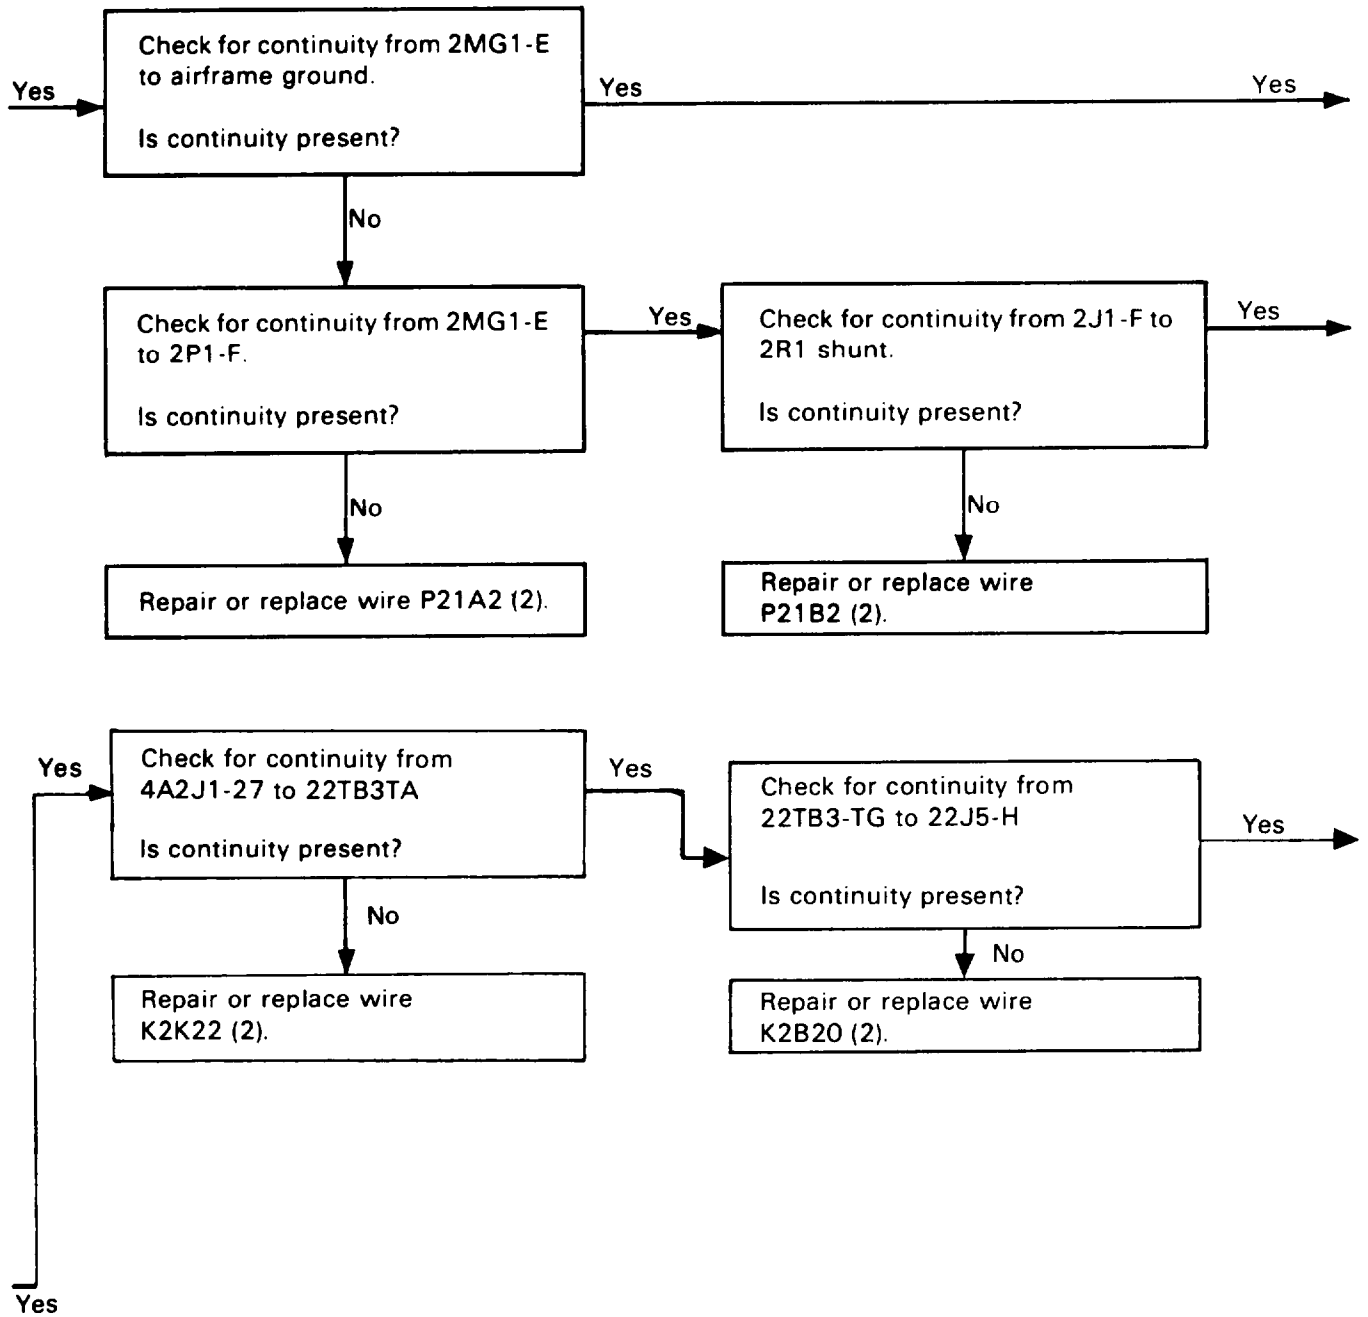 Yes
Check for continuity from 2MG1-E
to airframe ground.
Is continuity present?
Yes
Yes
No
Check for continuity from 2MG1-E
to 2P1-F.
Is continuity present?
Yes
Check for continuity from 2J1-F to
2R1 shunt.
Is continuity present?
Yes
No
No
Repair or replace wire P21A2 (2).
Repair or replace wire
P21B2 (2).
Yes
Check for continuity from
4A2J1-27 to 22TB3TA
Is continuity present?
Yes
Check for continuity from
22TB3-TG to 22J5-H
Is continuity present?
Yes
No
No
Repair or replace wire
K2K22 (2).
Repair or replace wire
K2B20 (2).
Yes